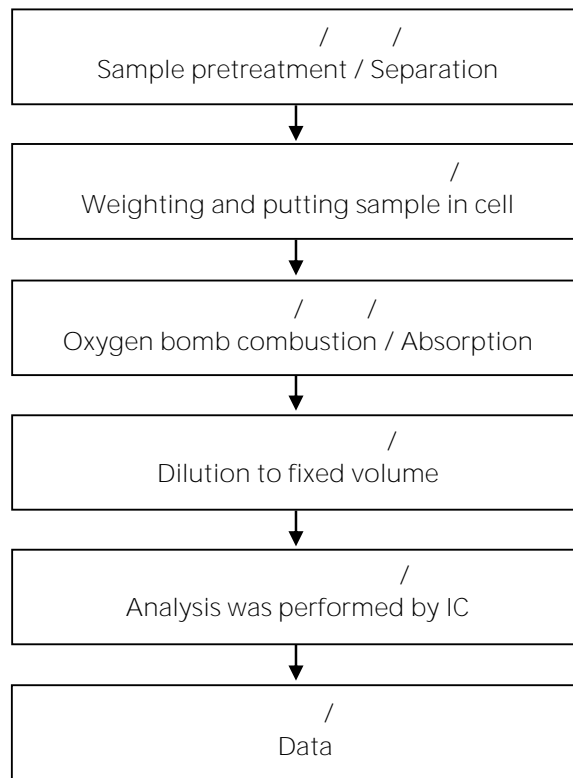 / /
Sample pretreatment / Separation
/
Weighting and putting sample in cell
/ /
Oxygen bomb combustion / Absorption
/
Dilution to fixed volume
/
Analysis was performed by IC
/
Data